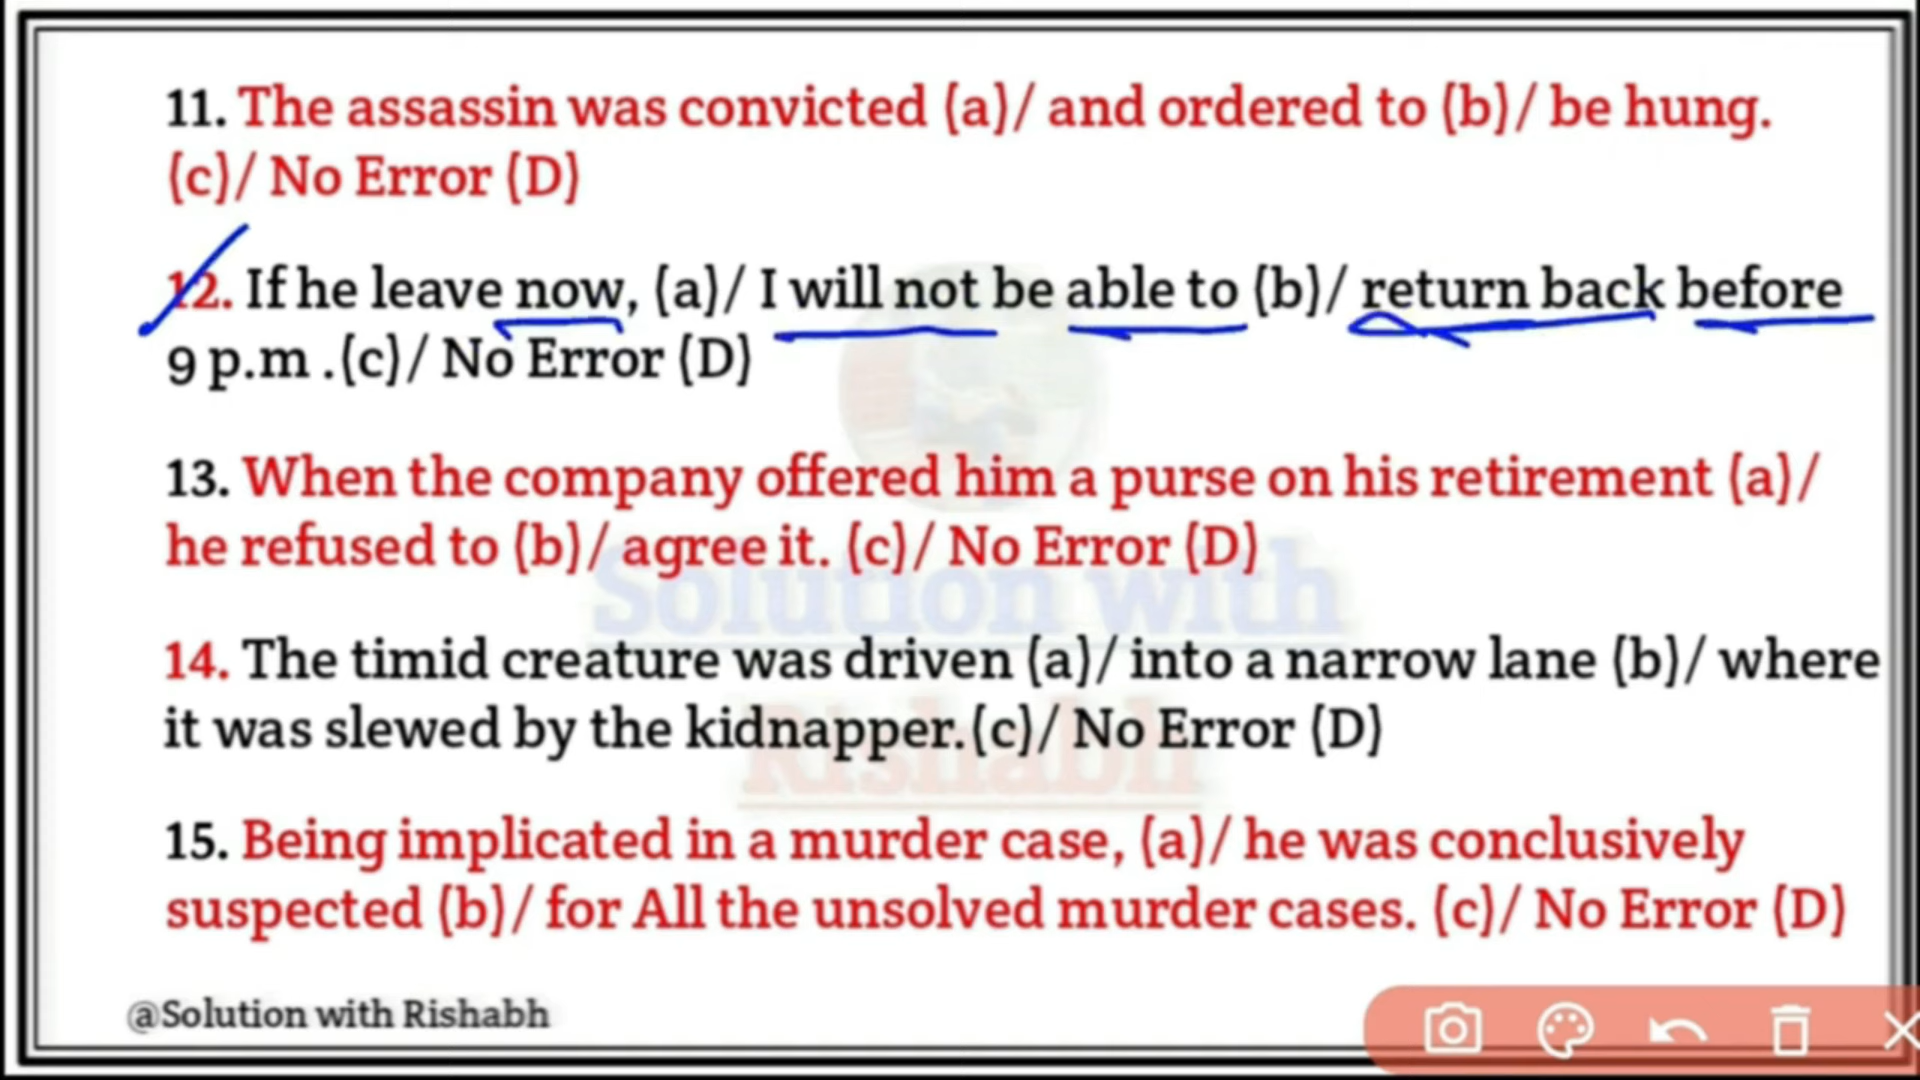 11. The assassin was convicted (a)/ and ordered to (b)/ be hung.
(c)/ No Error (D)
12. If he leave now, (a)/ I will not be able to (b)/ return back before
9 p.m .(c)/ No Error (D)
13. When the company offered him a purse on his retirement (a)/
he refused to (b)/ agree it. (c)/ No Error (D)
Solution with
14. The timid creature was driven (a)/ into a narrow lane (b)/ where
it was slewed by the kidnapper.(c)/ No Error (D)
Rishabh
15. Being implicated in a murder case, (a)/ he was conclusively
suspected (b)/ for All the unsolved murder cases. (c)/ No Error (D)
@Solution with Rishabh